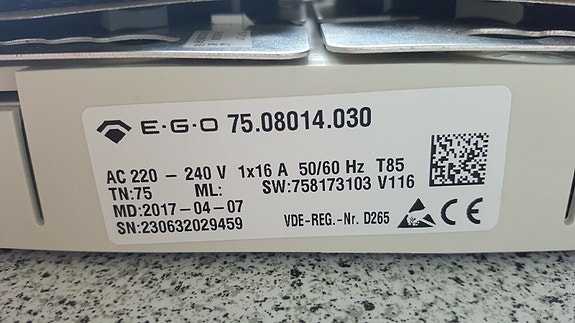 E·G·O 75.08014.030
AC 220 – 240 V 1x16 A 50/60 Hz T85
TN:75 ML: SW:758173103 V116
MD:2017–04–07
SN:230632029459
VDE–REG.–Nr. D265 CE